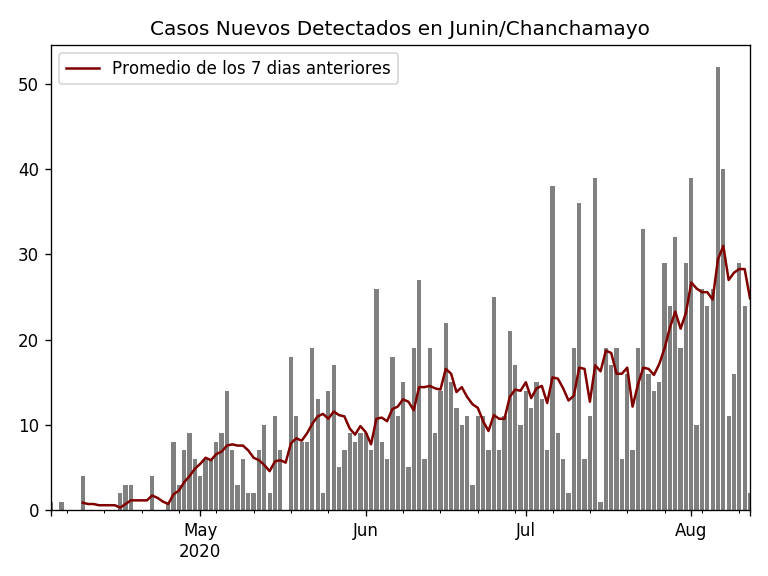 Casos Nuevos Detectados en Junin/Chanchamayo
Promedio de los 7 dias anteriores
50
40
30
20
10
0
May
2020
Jun
Jul
Aug